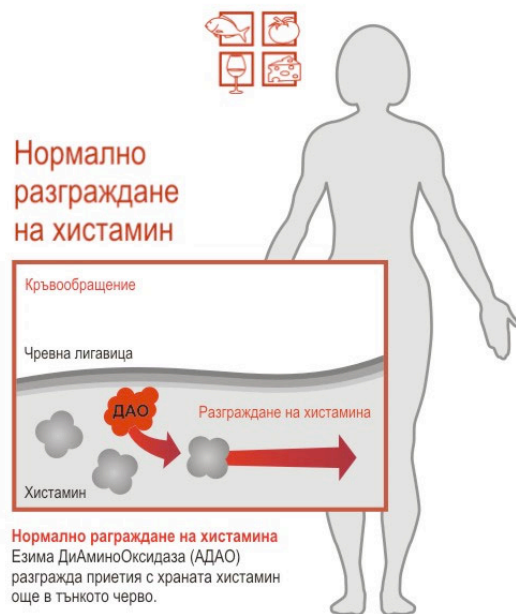 Нормално
разграждане
на хистамин
Кръвообращение
Чревна лигавица
ДАО
Разграждане на хистамина
Хистамин
Нормално раграждане на хистамина
Езима ДиАминоОксидаза (АДАО)
разгражда приетия с храната хистамин
още в тънкото черво.